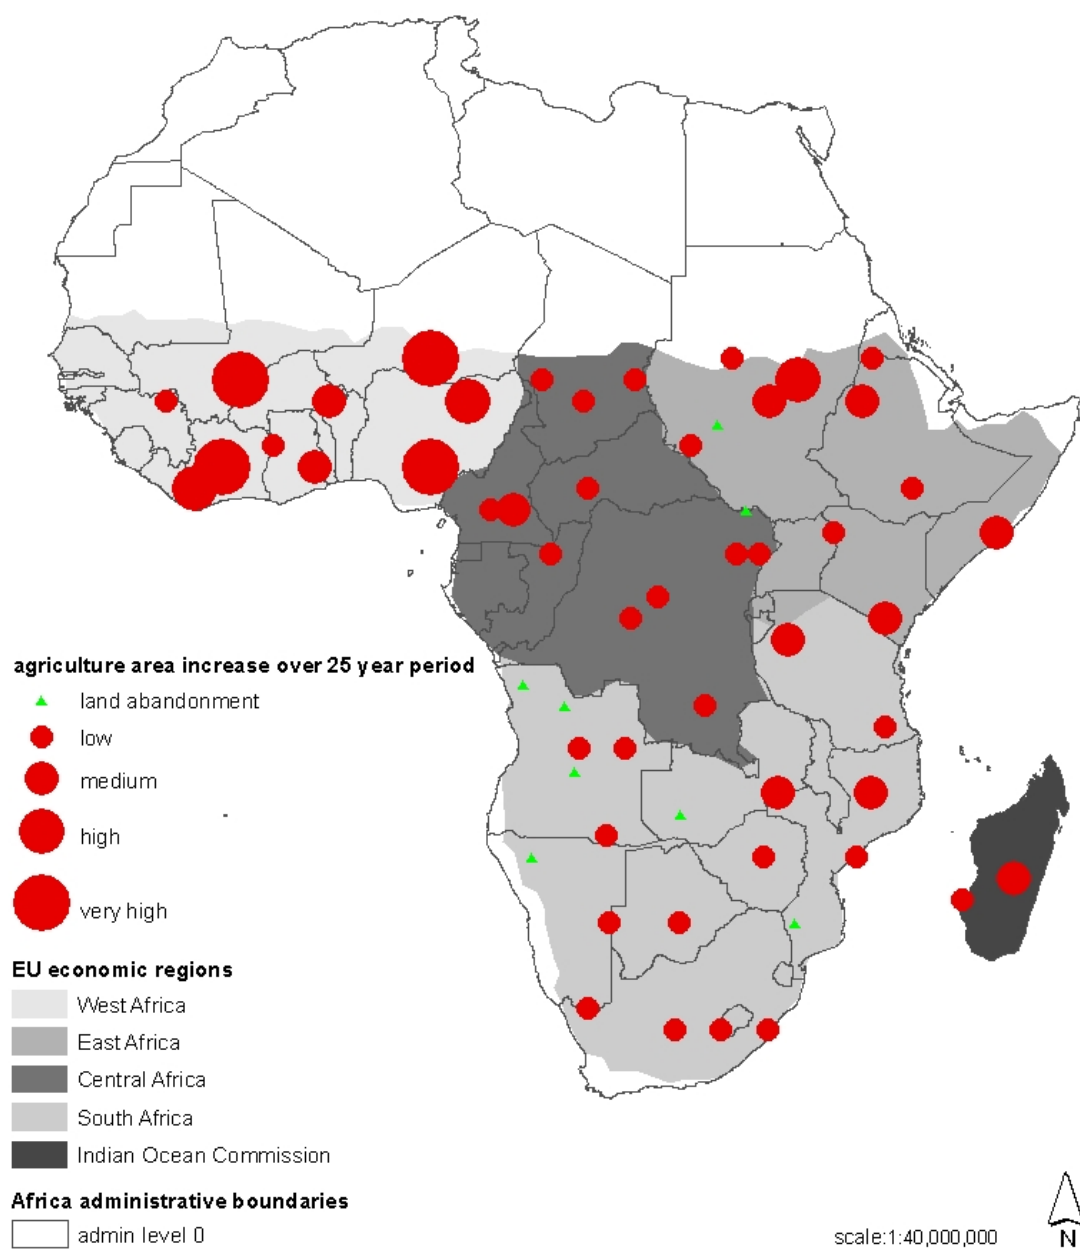 agriculture area increase over 25 year period
land abandonment
low
medium
high
very high
EU economic regions
West Africa
East Africa
Central Africa
South Africa
Indian Ocean Commission
Africa administrative boundaries
admin level 0
scale:1:40,000,000
N